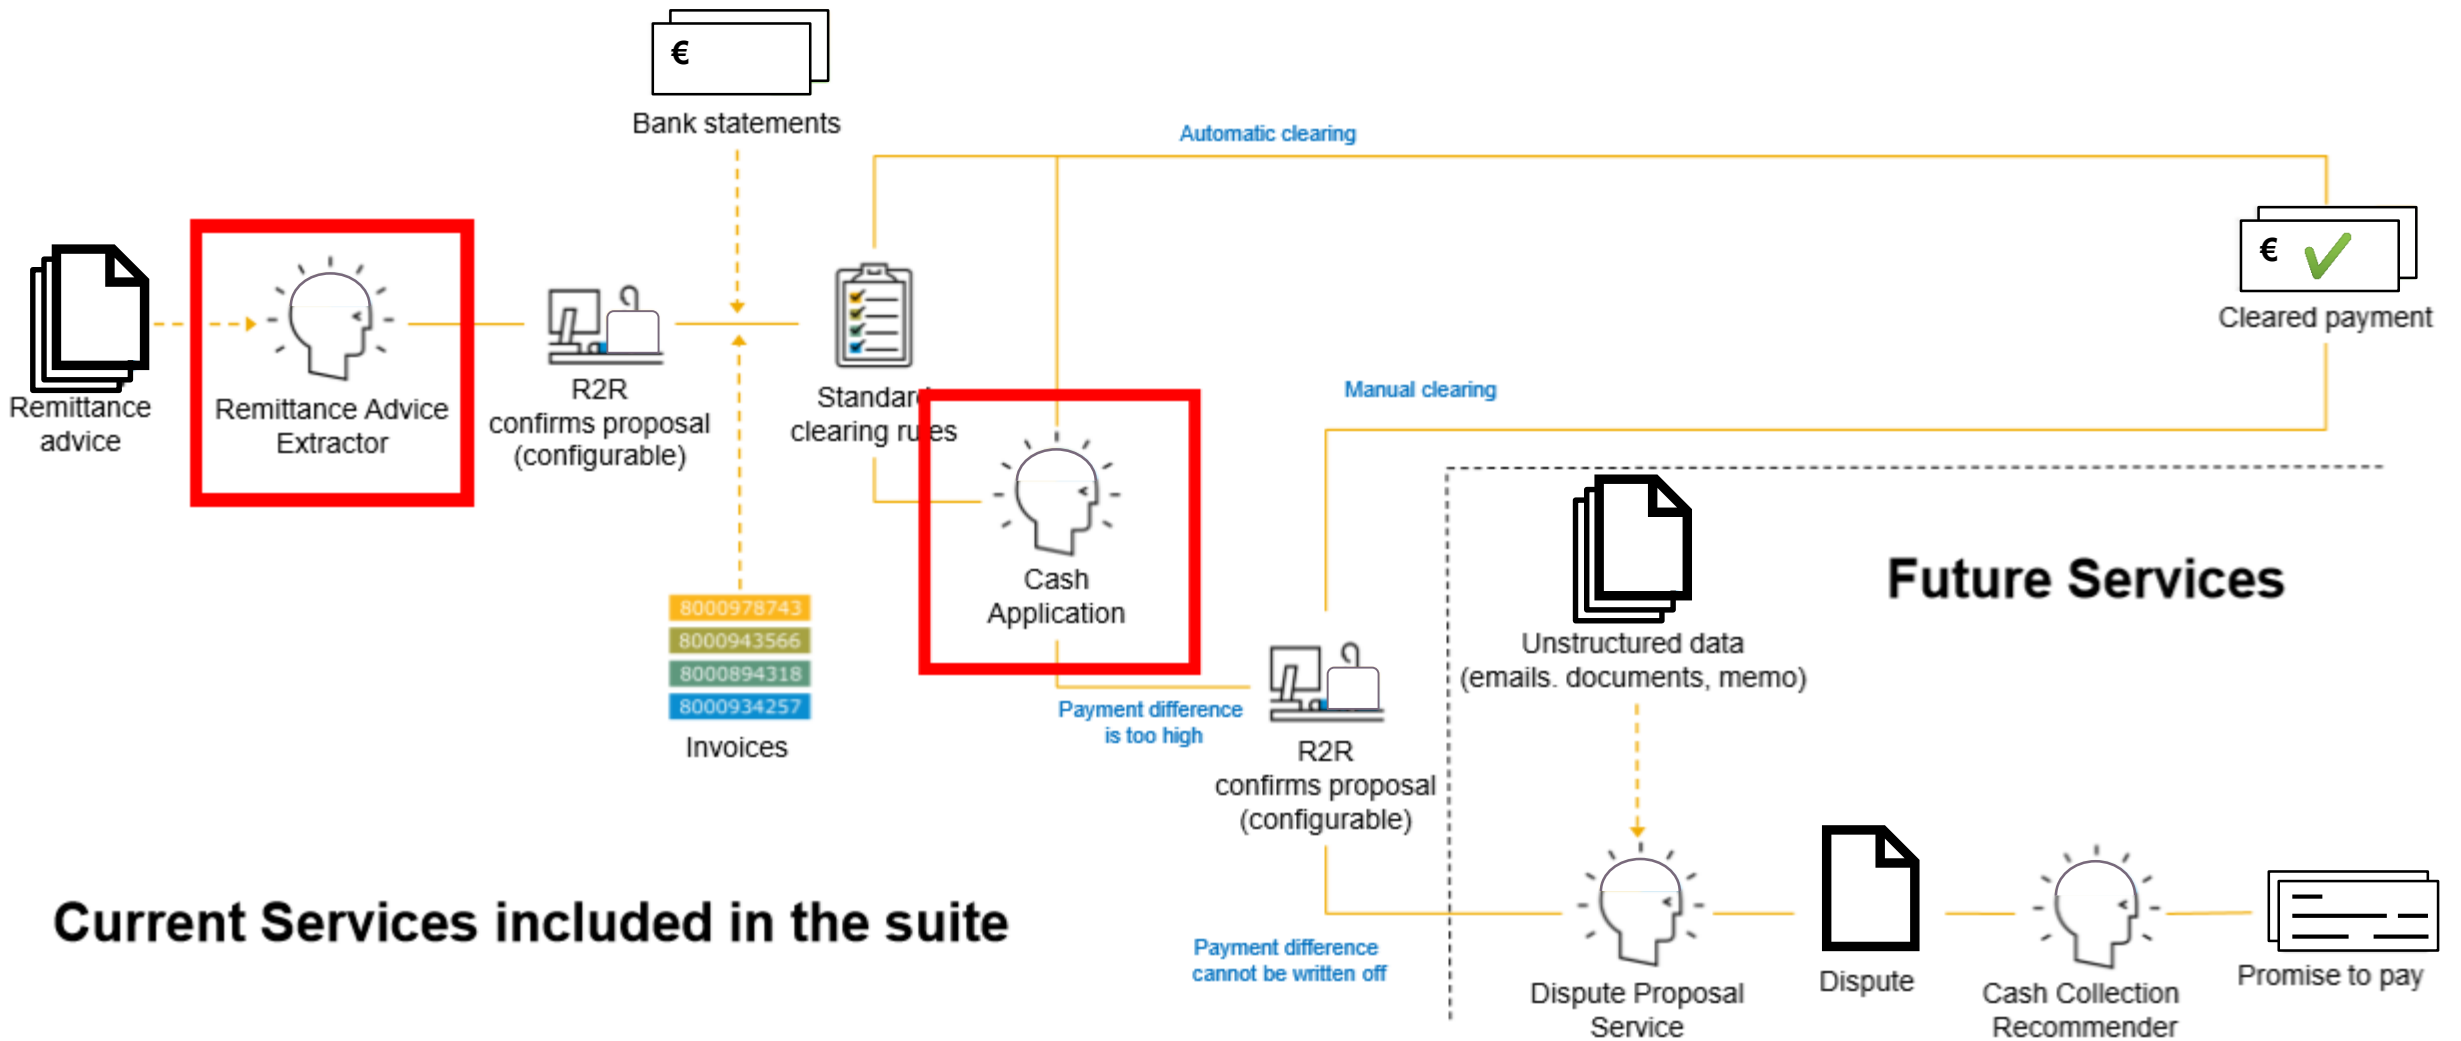 €
Bank statements
Automatic clearing
€
Cleared payment
Remittance
advice
Remittance Advice
Extractor
R2R
confirms proposal
(configurable)
Standard
clearing rules
Manual clearing
Cash
Application
8000978743
8000943566
8000894318
8000934257
Invoices
Payment difference
is too high
R2R
confirms proposal
(configurable)
Future Services
Unstructured data
(emails. documents, memo)
Current Services included in the suite
Payment difference
cannot be written off
Dispute Proposal
Service
Dispute
Cash Collection
Recommender
Promise to pay